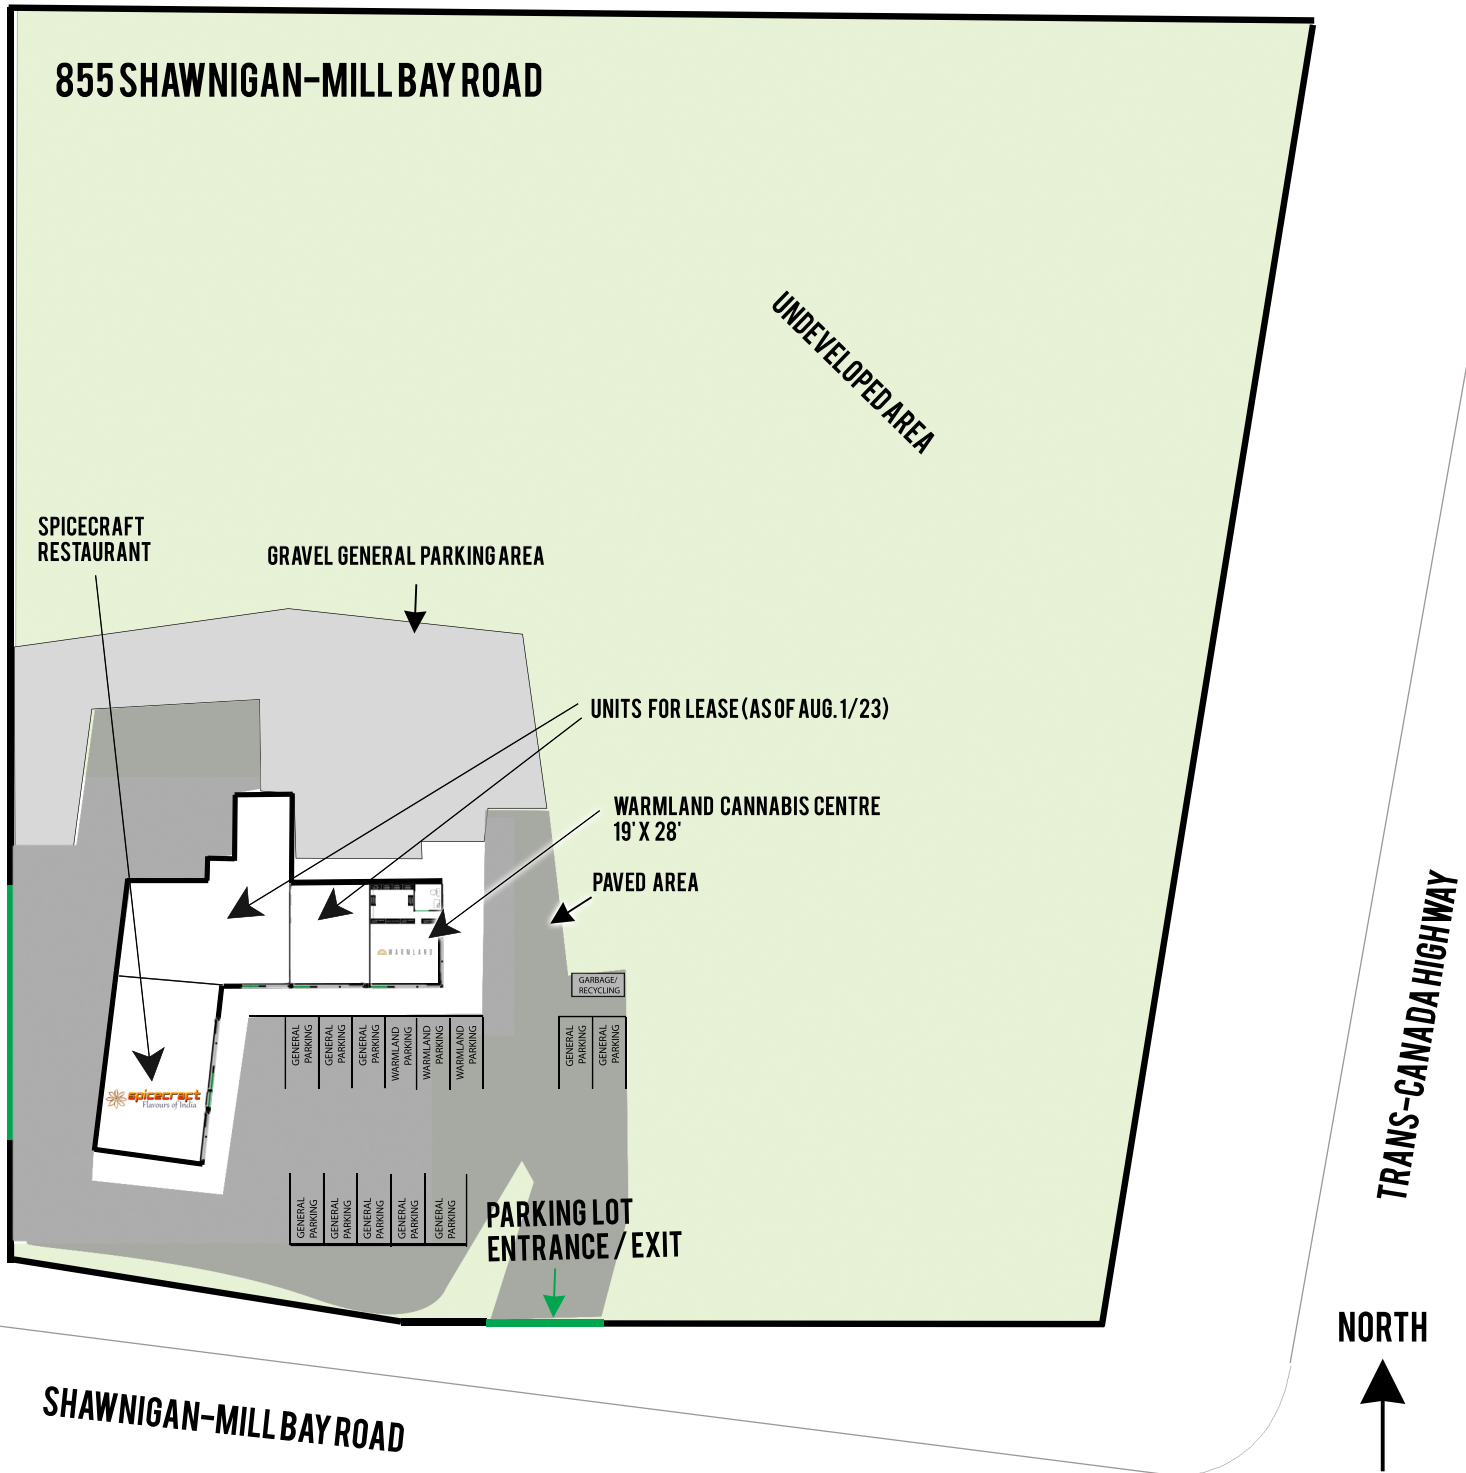 855 SHAWNIGAN-MILL BAY ROAD
UNDEVELOPED AREA
SPICECRAFT
RESTAURANT
GRAVEL GENERAL PARKING AREA
UNITS FOR LEASE (AS OF AUG. 1/23)
WARMLAND CANNABIS CENTRE
19' X 28'
PAVED AREA
WARMLAND
GARBAGE/
RECYCLING
GENERAL
PARKING
GENERAL
PARKING
GENERAL
PARKING
WARMLAND
PARKING
WARMLAND
PARKING
WARMLAND
PARKING
GENERAL
PARKING
GENERAL
PARKING
spicecraft
Flavours of India
GENERAL
PARKING
GENERAL
PARKING
GENERAL
PARKING
GENERAL
PARKING
GENERAL
PARKING
PARKING LOT
ENTRANCE / EXIT
TRANS-CANADA HIGHWAY
NORTH
SHAWNIGAN-MILL BAY ROAD